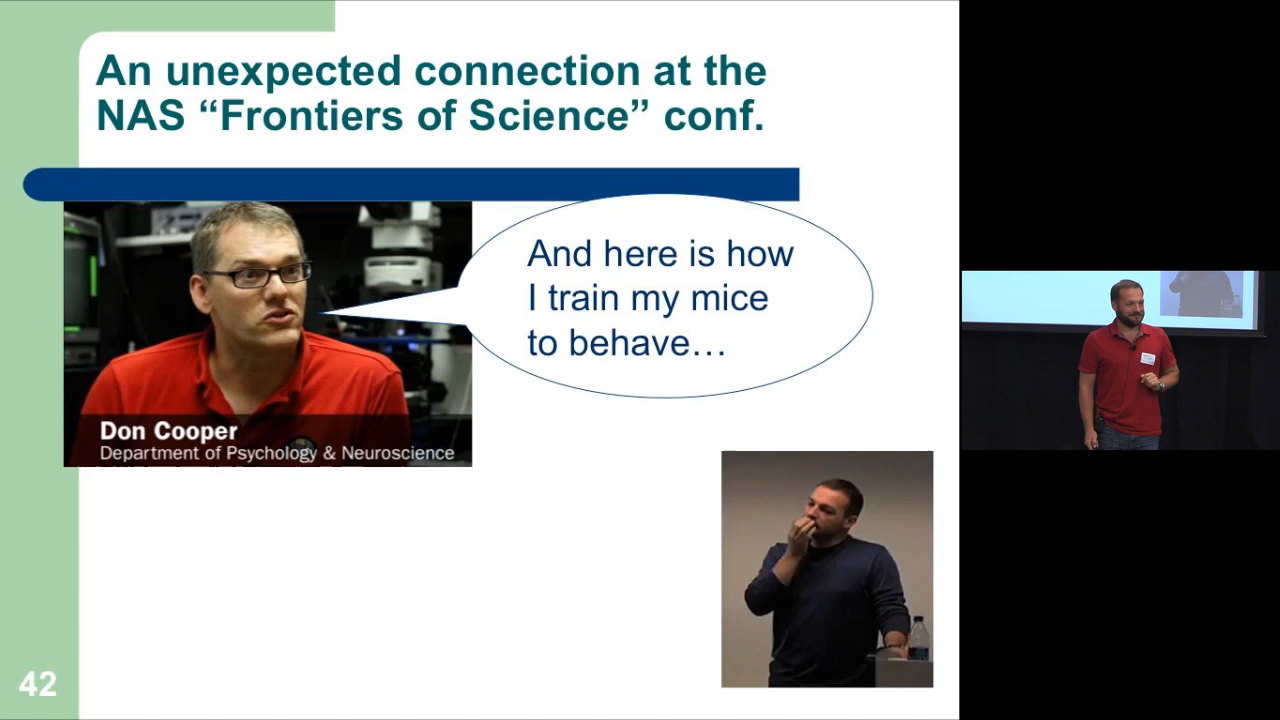 An unexpected connection at the
NAS “Frontiers of Science” conf.
And here is how
I train my mice
to behave…
Don Cooper
Department of Psychology & Neuroscience
42